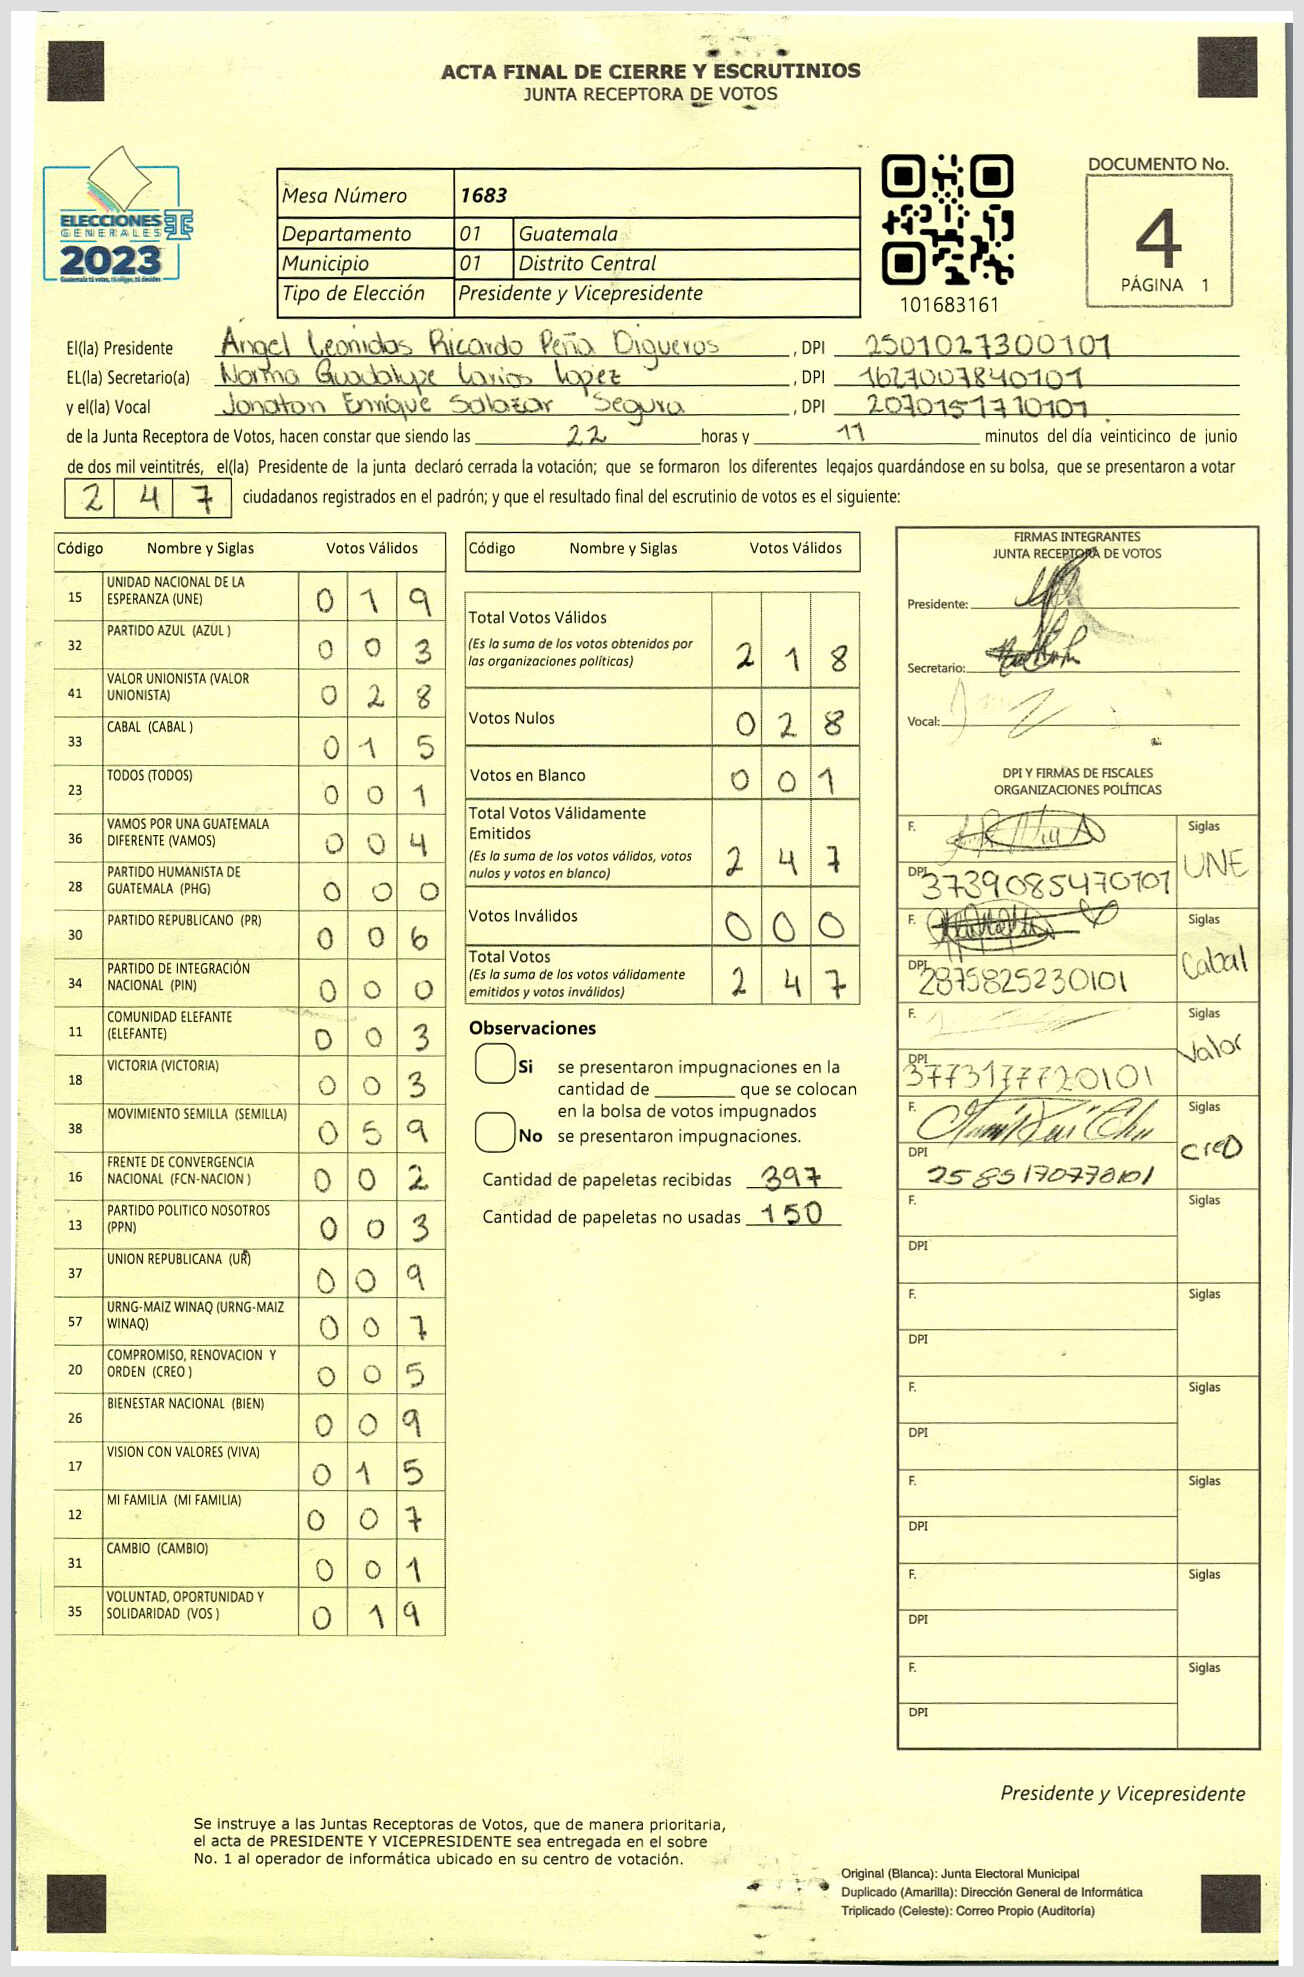 ACTA FINAL DE CIERRE Y ESCRUTINIOS
JUNTA RECEPTORA DE VOTOS
ELECCIONES
GENERALES
2023
Mesa Número 1683
Departamento 01 Guatemala
Municipio 01 Distrito Central
Tipo de Elección Presidente y Vicepresidente
101683161
DOCUMENTO No.
4
PÁGINA 1
El(la) Presidente Angel Leonidas Ricardo Peña Digueros , DPI 2501027300101
EL(la) Secretario(a) Norma Guadalupe Larios Lopez , DPI 1627007840101
y el(la) Vocal Jonatan Enrique Salazar Segura , DPI 2070151710101
de la Junta Receptora de Votos, hacen constar que siendo las 22 horas y 11 minutos del día veinticinco de junio
de dos mil veintitrés, el(la) Presidente de la junta declaró cerrada la votación; que se formaron los diferentes legajos guardándose en su bolsa, que se presentaron a votar
2 4 7 ciudadanos registrados en el padrón; y que el resultado final del escrutinio de votos es el siguiente:
Código Nombre y Siglas Votos Válidos
15 UNIDAD NACIONAL DE LA ESPERANZA (UNE) 0 1 9
32 PARTIDO AZUL (AZUL ) 0 0 3
41 VALOR UNIONISTA (VALOR UNIONISTA) 0 2 8
33 CABAL (CABAL ) 0 1 5
23 TODOS (TODOS) 0 0 1
36 VAMOS POR UNA GUATEMALA DIFERENTE (VAMOS) 0 0 4
28 PARTIDO HUMANISTA DE GUATEMALA (PHG) 0 0 0
30 PARTIDO REPUBLICANO (PR) 0 0 6
34 PARTIDO DE INTEGRACIÓN NACIONAL (PIN) 0 0 0
11 COMUNIDAD ELEFANTE (ELEFANTE) 0 0 3
18 VICTORIA (VICTORIA) 0 0 3
38 MOVIMIENTO SEMILLA (SEMILLA) 0 5 9
16 FRENTE DE CONVERGENCIA NACIONAL (FCN-NACION ) 0 0 2
13 PARTIDO POLITICO NOSOTROS (PPN) 0 0 3
37 UNION REPUBLICANA (UR) 0 0 9
57 URNG-MAIZ WINAQ (URNG-MAIZ WINAQ) 0 0 7
20 COMPROMISO, RENOVACION Y ORDEN (CREO ) 0 0 5
26 BIENESTAR NACIONAL (BIEN) 0 0 9
17 VISION CON VALORES (VIVA) 0 1 5
12 MI FAMILIA (MI FAMILIA) 0 0 7
31 CAMBIO (CAMBIO) 0 0 1
35 VOLUNTAD, OPORTUNIDAD Y SOLIDARIDAD (VOS ) 0 1 9
Código Nombre y Siglas Votos Válidos
Total Votos Válidos
(Es la suma de los votos obtenidos por
las organizaciones políticas) 2 1 8
Votos Nulos 0 2 8
Votos en Blanco 0 0 1
Total Votos Válidamente
Emitidos
(Es la suma de los votos válidos, votos
nulos y votos en blanco) 2 4 7
Votos Inválidos 0 0 0
Total Votos
(Es la suma de los votos válidamente
emitidos y votos inválidos) 2 4 7
Observaciones
Si se presentaron impugnaciones en la
cantidad de ________ que se colocan
en la bolsa de votos impugnados
No se presentaron impugnaciones.
Cantidad de papeletas recibidas 397
Cantidad de papeletas no usadas 150
FIRMAS INTEGRANTES
JUNTA RECEPTORA DE VOTOS
Presidente:
Secretario:
Vocal:
DPI Y FIRMAS DE FISCALES
ORGANIZACIONES POLÍTICAS
F. Siglas
DPI 3739085470101 UNE
F. Siglas
DPI 2875825230101 Cabal
F. Siglas
DPI 3773177720101 Valor
F. Siglas
DPI 2585170770101 CREO
F. Siglas
DPI
F. Siglas
DPI
F. Siglas
DPI
F. Siglas
DPI
F. Siglas
DPI
F. Siglas
DPI
Presidente y Vicepresidente
Se instruye a las Juntas Receptoras de Votos, que de manera prioritaria,
el acta de PRESIDENTE Y VICEPRESIDENTE sea entregada en el sobre
No. 1 al operador de informática ubicado en su centro de votación.
Original (Blanca): Junta Electoral Municipal
Duplicado (Amarilla): Dirección General de Informática
Triplicado (Celeste): Correo Propio (Auditoría)